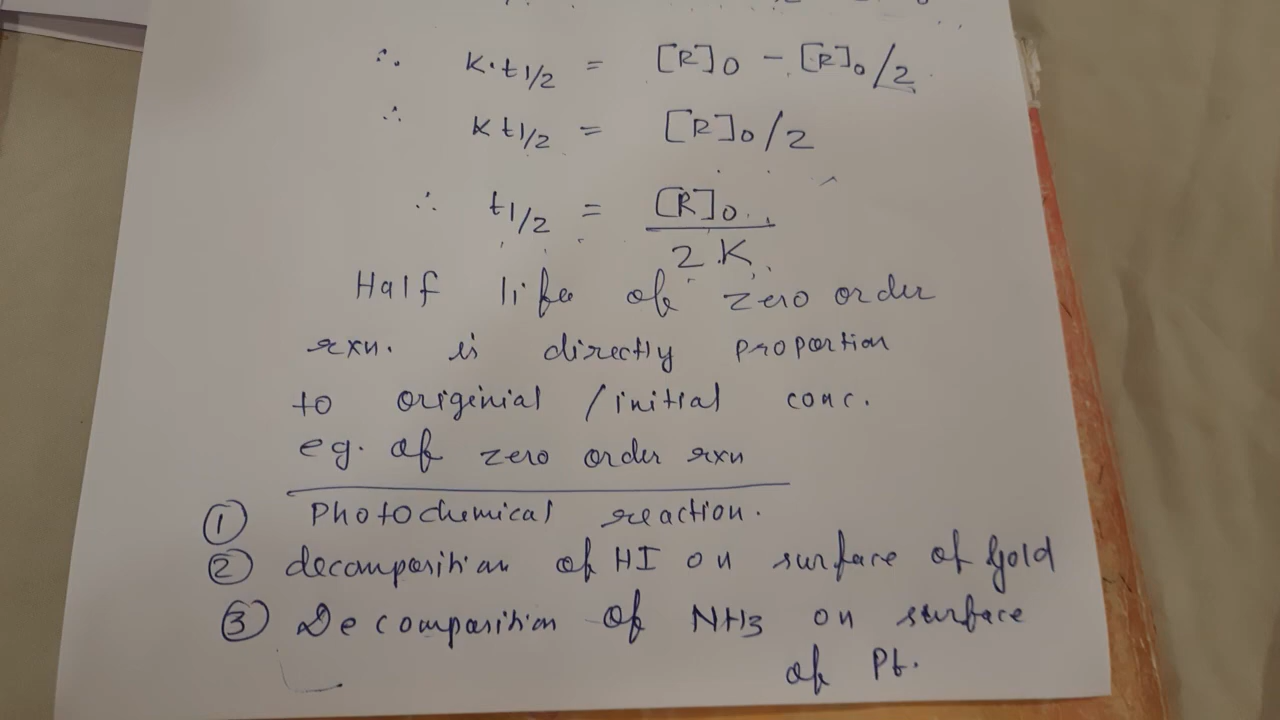 ∴ K·t1/2 = [R]0 - [R]0/2
∴ Kt1/2 = [R]0/2
∴ t1/2 = [R]0
2K
Half life of zero order
rxn. is directly proportion
to originial / initial conc.
eg. of zero order rxn
① Photochemical reaction.
② decomposition of HI on surface of gold
③ Decomposition of NH3 on surface
of Pt.